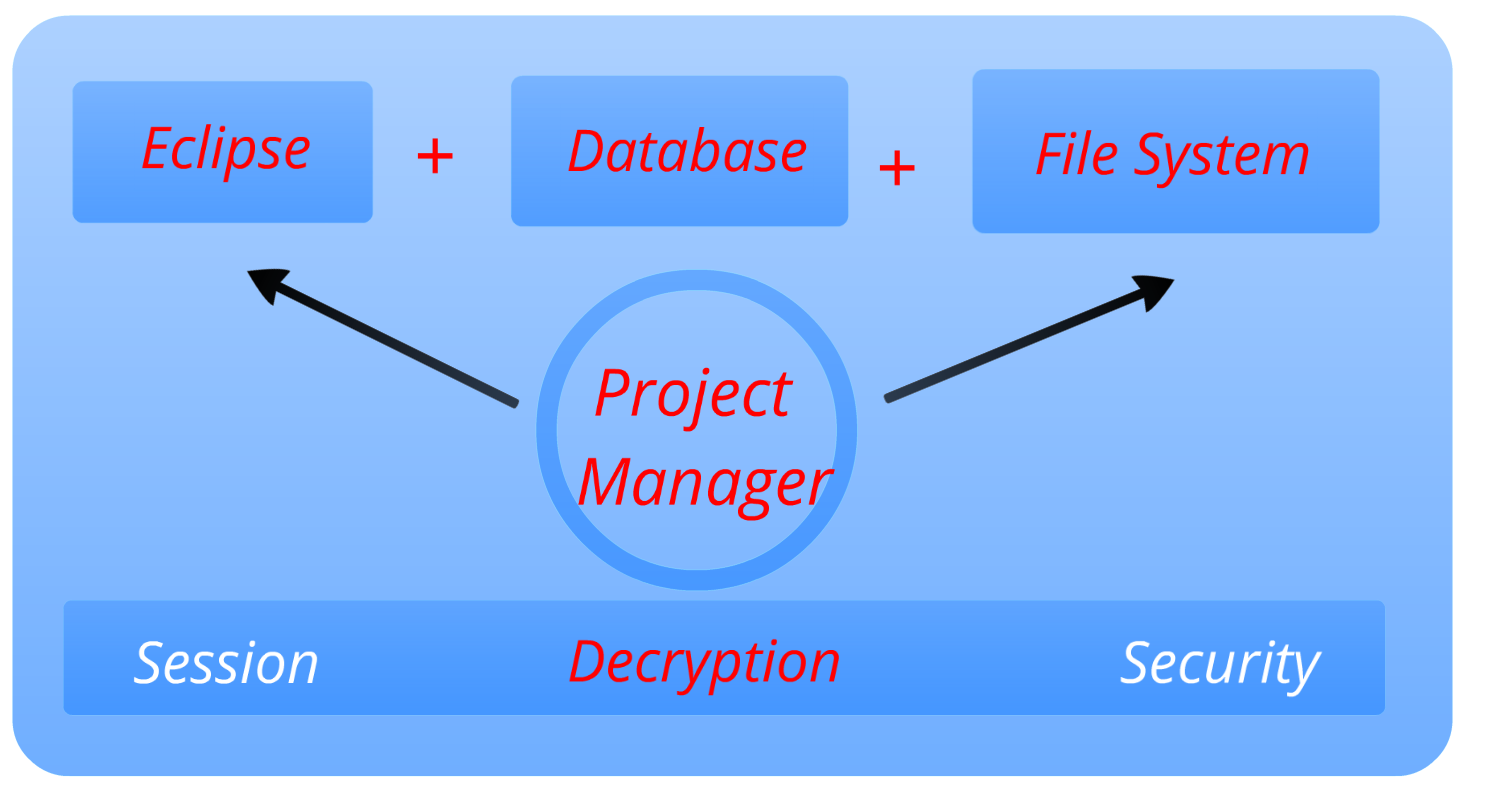 Eclipse + Database + File System
Project
Manager
Session Decryption Security